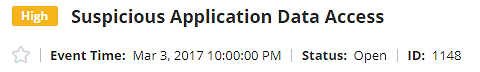 High Suspicious Application Data Access
Event Time: Mar 3, 2017 10:00:00 PM | Status: Open | ID: 1148